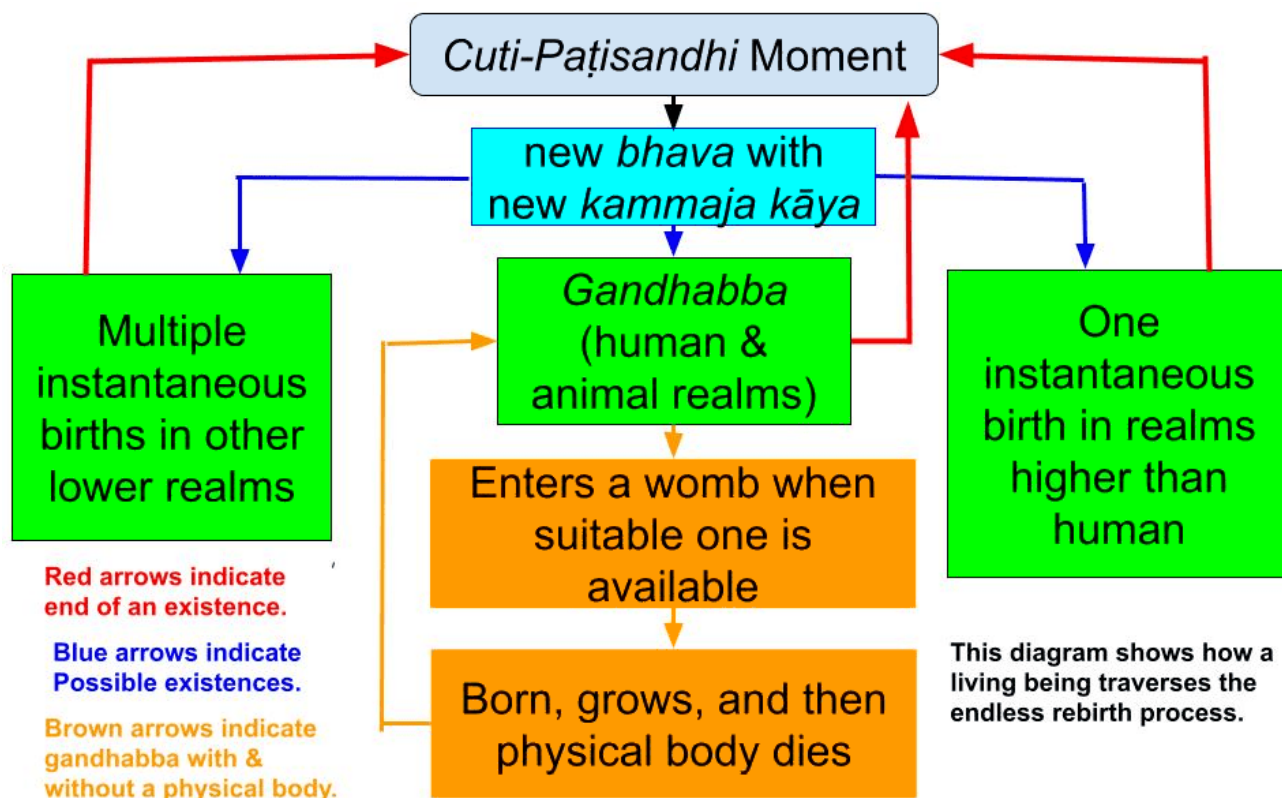 Cuti-Paṭisandhi Moment
new bhava with
new kammaja kāya
Multiple
instantaneous
births in other
lower realms
Gandhabba
(human &
animal realms)
One
instantaneous
birth in realms
higher than
human
Enters a womb when
suitable one is
available
Born, grows, and then
physical body dies
Red arrows indicate
end of an existence.
Blue arrows indicate
Possible existences.
Brown arrows indicate
gandhabba with &
without a physical body.
This diagram shows how a
living being traverses the
endless rebirth process.